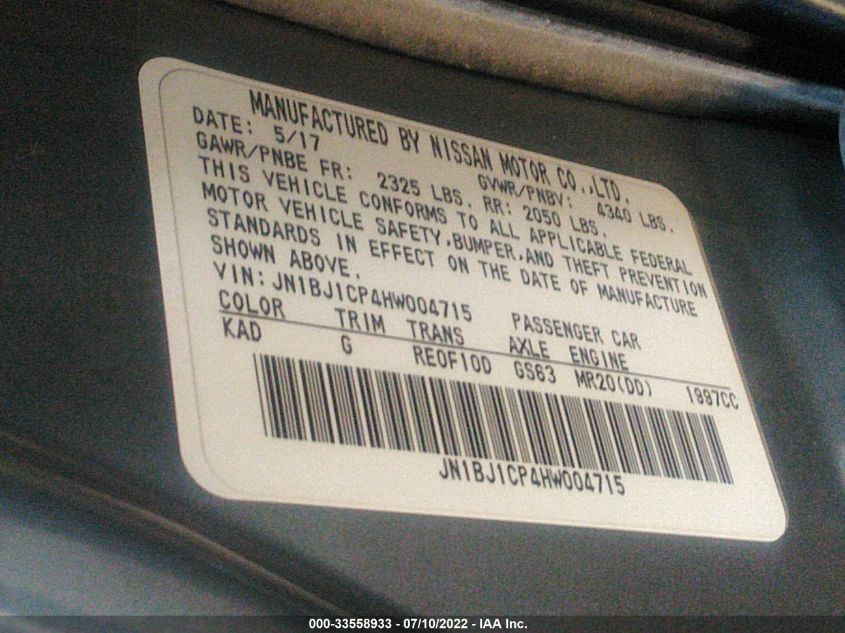 MANUFACTURED BY NISSAN MOTOR CO.,LTD.
DATE: 5/17 GVWR/PNBV: 4340 LBS.
GAWR/PNBE FR: 2325 LBS. RR: 2050 LBS.
THIS VEHICLE CONFORMS TO ALL APPLICABLE FEDERAL
MOTOR VEHICLE SAFETY,BUMPER,AND THEFT PREVENTION
STANDARDS IN EFFECT ON THE DATE OF MANUFACTURE
SHOWN ABOVE.
VIN: JN1BJ1CP4HW004715 PASSENGER CAR
COLOR TRIM TRANS AXLE ENGINE
KAD G RE0F10D GS63 MR20(DD) 1997CC
JN1BJ1CP4HW004715
000-33558933 - 07/10/2022 - IAA Inc.